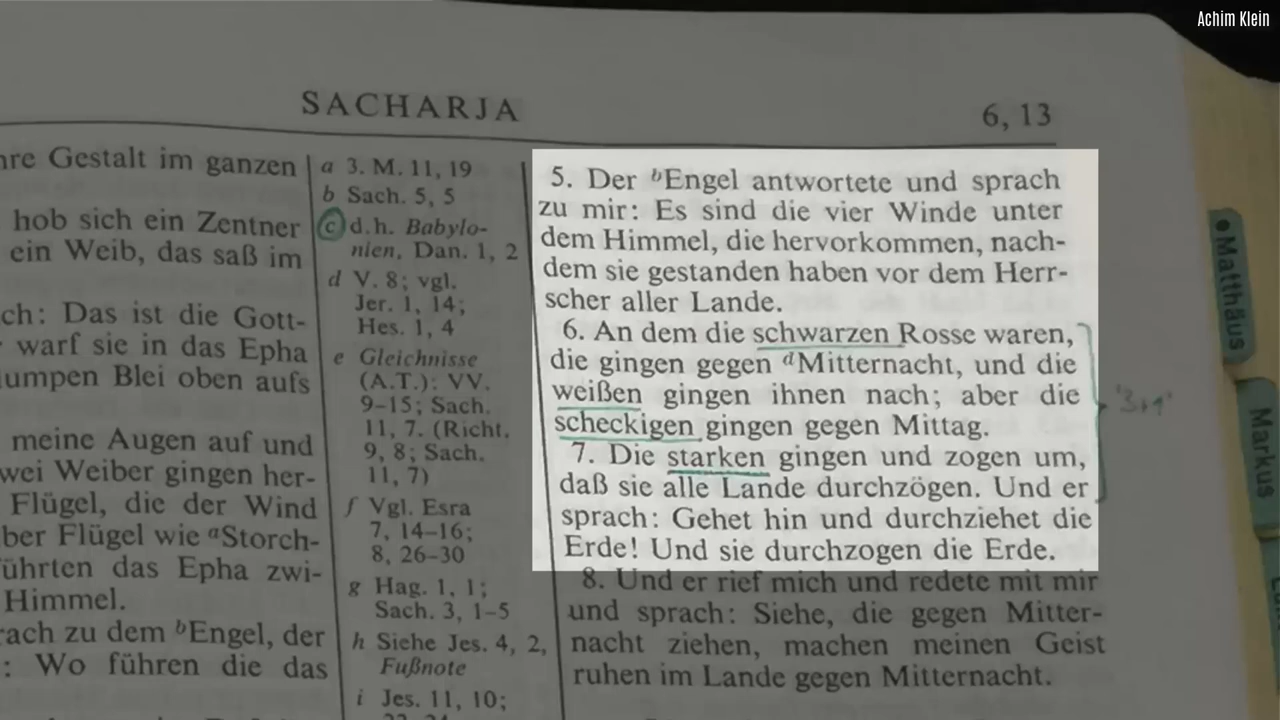 Achim Klein
SACHARJA
6, 13
hre Gestalt im ganzen
hob sich ein Zentner
ein Weib, das saß im
ch: Das ist die Gott-
warf sie in das Epha
lumpen Blei oben aufs
meine Augen auf und
wei Weiber gingen her-
Flügel, die der Wind
ber Flügel wie aStorch-
ührten das Epha zwi-
Himmel.
rach zu dem bEngel, der
: Wo führen die das
a 3. M. 11, 19
b Sach. 5, 5
c d.h. Babylo-
nien, Dan. 1, 2
d V. 8; vgl.
Jer. 1, 14;
Hes. 1, 4
e Gleichnisse
(A.T.): VV.
9–15; Sach.
11, 7. (Richt.
9, 8; Sach.
11, 7)
f Vgl. Esra
7, 14–16;
8, 26–30
g Hag. 1, 1;
Sach. 3, 1–5
h Siehe Jes. 4, 2,
Fußnote
i Jes. 11, 10;
5. Der bEngel antwortete und sprach
zu mir: Es sind die vier Winde unter
dem Himmel, die hervorkommen, nach-
dem sie gestanden haben vor dem Herr-
scher aller Lande.
6. An dem die schwarzen Rosse waren,
die gingen gegen dMitternacht, und die
weißen gingen ihnen nach; aber die
scheckigen gingen gegen Mittag.
7. Die starken gingen und zogen um,
daß sie alle Lande durchzögen. Und er
sprach: Gehet hin und durchziehet die
Erde! Und sie durchzogen die Erde.
8. Und er rief mich und redete mit mir
und sprach: Siehe, die gegen Mitter-
nacht ziehen, machen meinen Geist
ruhen im Lande gegen Mitternacht.
"3+1"
Matthäus
Markus